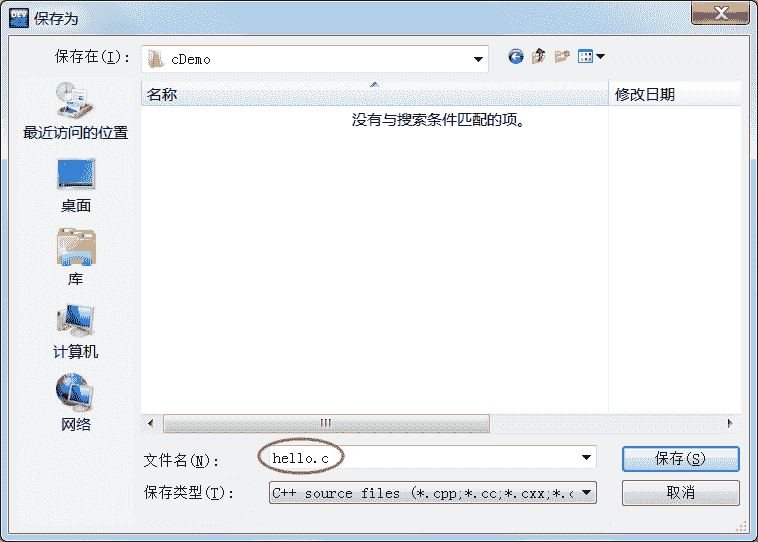 DEV
保存为
保存在(I):
cDemo
名称
修改日期
没有与搜索条件匹配的项。
最近访问的位置
桌面
库
计算机
网络
文件名(N):
hello.c
保存(S)
保存类型(T):
C++ source files (*.cpp;*.cc;*.cxx;*.c
取消